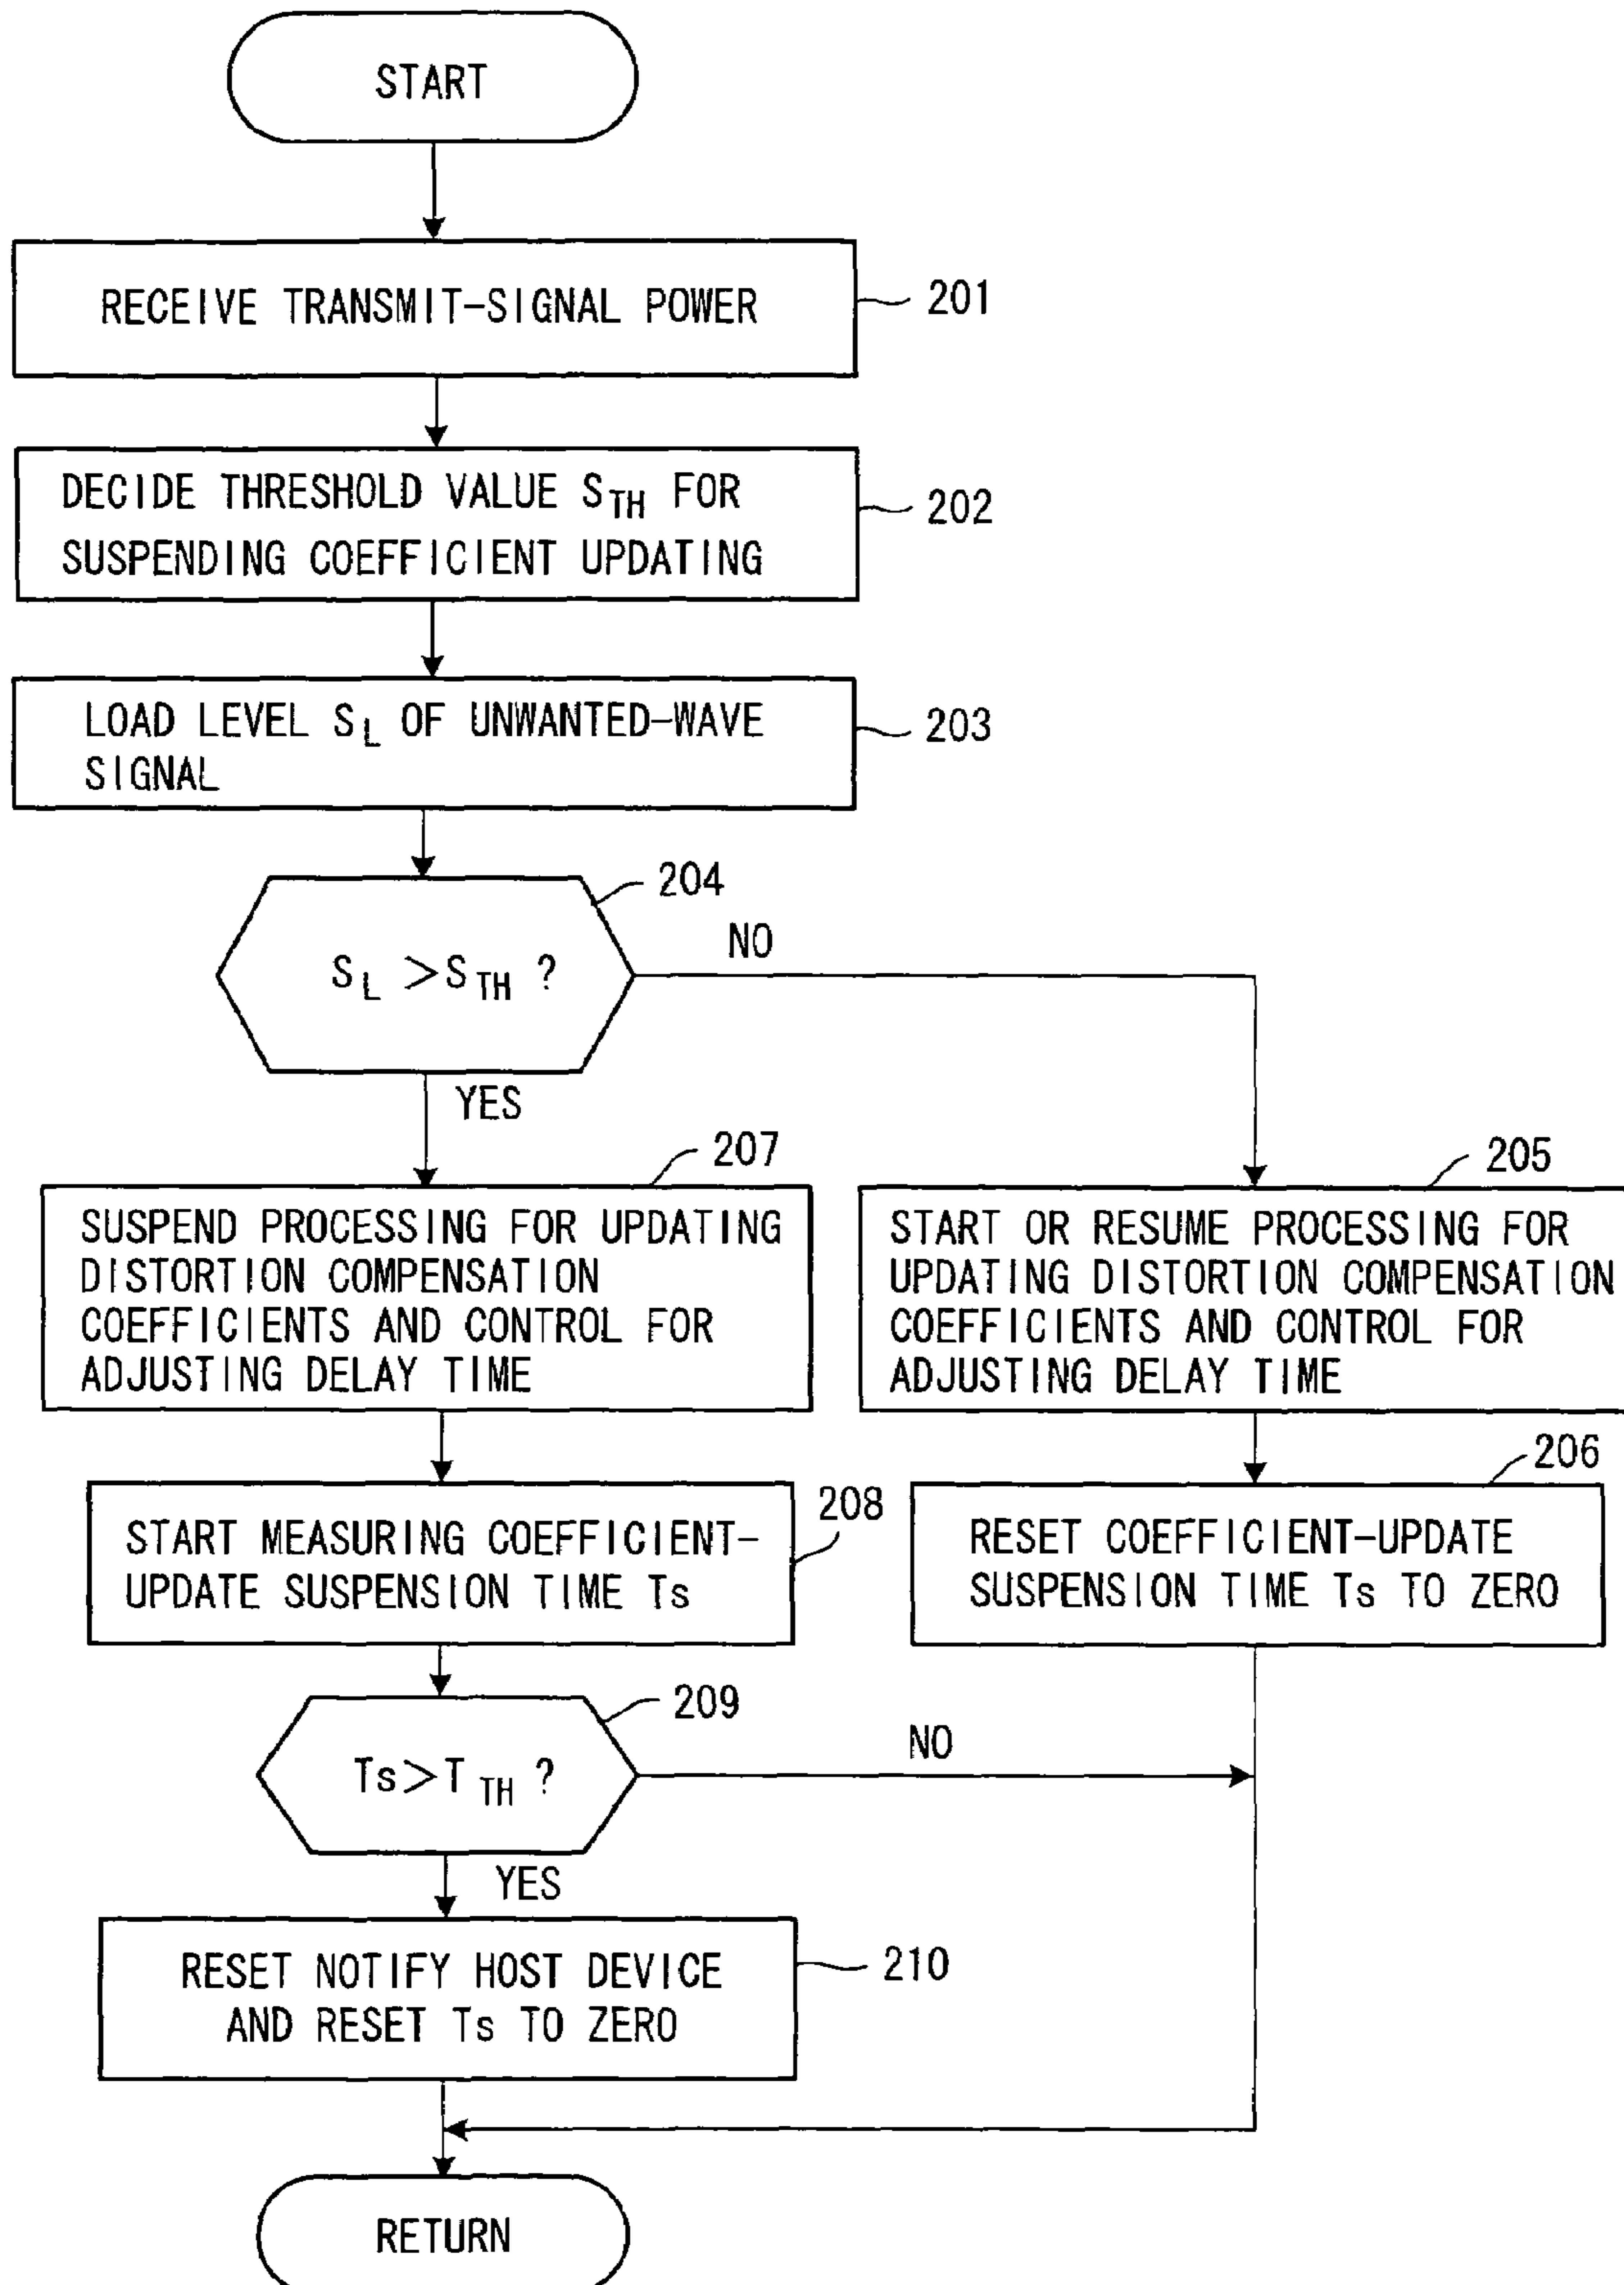 START
RECEIVE TRANSMIT-SIGNAL POWER
201
DECIDE THRESHOLD VALUE STH FOR
SUSPENDING COEFFICIENT UPDATING
202
LOAD LEVEL SL OF UNWANTED-WAVE
SIGNAL
203
204
SL >STH ?
NO
YES
207
SUSPEND PROCESSING FOR UPDATING
DISTORTION COMPENSATION
COEFFICIENTS AND CONTROL FOR
ADJUSTING DELAY TIME
205
START OR RESUME PROCESSING FOR
UPDATING DISTORTION COMPENSATION
COEFFICIENTS AND CONTROL FOR
ADJUSTING DELAY TIME
208
START MEASURING COEFFICIENT-
UPDATE SUSPENSION TIME Ts
206
RESET COEFFICIENT-UPDATE
SUSPENSION TIME Ts TO ZERO
209
Ts>TTH ?
NO
YES
RESET NOTIFY HOST DEVICE
AND RESET Ts TO ZERO
210
RETURN